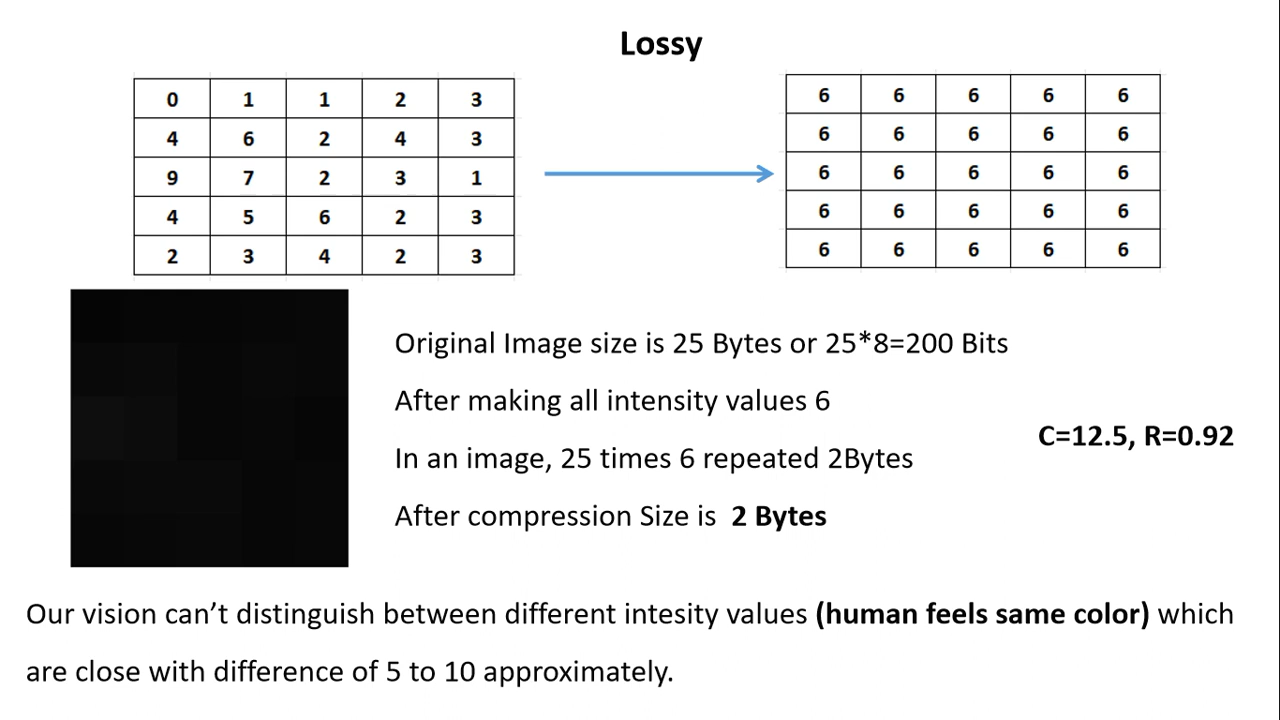 Lossy
0 1 1 2 3
4 6 2 4 3
9 7 2 3 1
4 5 6 2 3
2 3 4 2 3
6 6 6 6 6
6 6 6 6 6
6 6 6 6 6
6 6 6 6 6
6 6 6 6 6
Original Image size is 25 Bytes or 25*8=200 Bits
After making all intensity values 6
In an image, 25 times 6 repeated 2Bytes
After compression Size is 2 Bytes
C=12.5, R=0.92
Our vision can’t distinguish between different intesity values (human feels same color) which
are close with difference of 5 to 10 approximately.